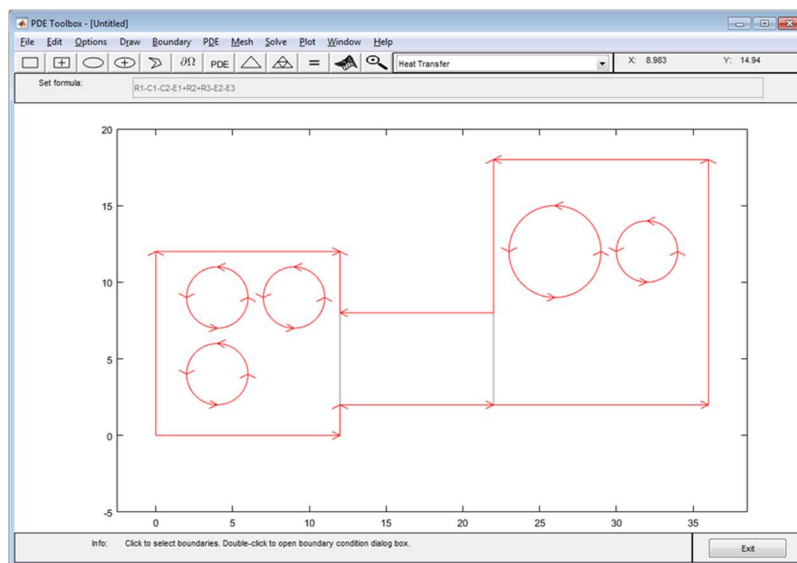 PDE Toolbox - [Untitled]
File Edit Options Draw Boundary PDE Mesh Solve Plot Window Help
∂Ω PDE = Heat Transfer X: 8.983 Y: 14.94
Set formula: R1-C1-C2-E1+R2+R3-E2-E3
20
15
10
5
0
-5
0 5 10 15 20 25 30 35
Info: Click to select boundaries. Double-click to open boundary condition dialog box. Exit